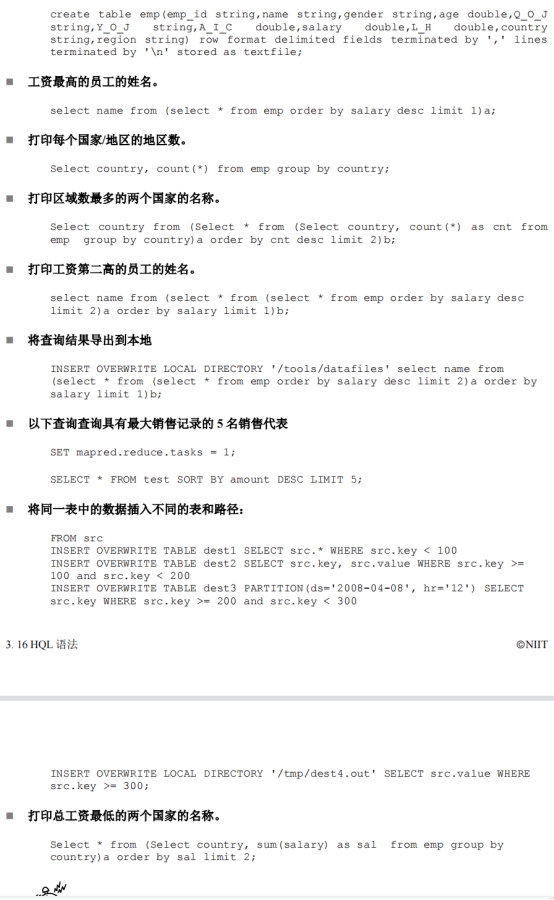 create table emp(emp_id string,name string,gender string,age double,Q_O_J
string,Y_O_J string,A_I_C double,salary double,L_H double,country
string,region string) row format delimited fields terminated by ',' lines
terminated by '\n' stored as textfile;
■ 工资最高的员工的姓名。
select name from (select * from emp order by salary desc limit 1)a;
■ 打印每个国家/地区的地区数。
Select country, count(*) from emp group by country;
■ 打印区域数最多的两个国家的名称。
Select country from (Select * from (Select country, count(*) as cnt from
emp group by country)a order by cnt desc limit 2)b;
■ 打印工资第二高的员工的姓名。
select name from (select * from (select * from emp order by salary desc
limit 2)a order by salary limit 1)b;
■ 将查询结果导出到本地
INSERT OVERWRITE LOCAL DIRECTORY '/tools/datafiles' select name from
(select * from (select * from emp order by salary desc limit 2)a order by
salary limit 1)b;
■ 以下查询查询具有最大销售记录的 5 名销售代表
SET mapred.reduce.tasks = 1;
SELECT * FROM test SORT BY amount DESC LIMIT 5;
■ 将同一表中的数据插入不同的表和路径：
FROM src
INSERT OVERWRITE TABLE dest1 SELECT src.* WHERE src.key < 100
INSERT OVERWRITE TABLE dest2 SELECT src.key, src.value WHERE src.key >=
100 and src.key < 200
INSERT OVERWRITE TABLE dest3 PARTITION(ds='2008-04-08', hr='12') SELECT
src.key WHERE src.key >= 200 and src.key < 300
3. 16 HQL 语法 ©NIIT
INSERT OVERWRITE LOCAL DIRECTORY '/tmp/dest4.out' SELECT src.value WHERE
src.key >= 300;
■ 打印总工资最低的两个国家的名称。
Select * from (Select country, sum(salary) as sal from emp group by
country)a order by sal limit 2;